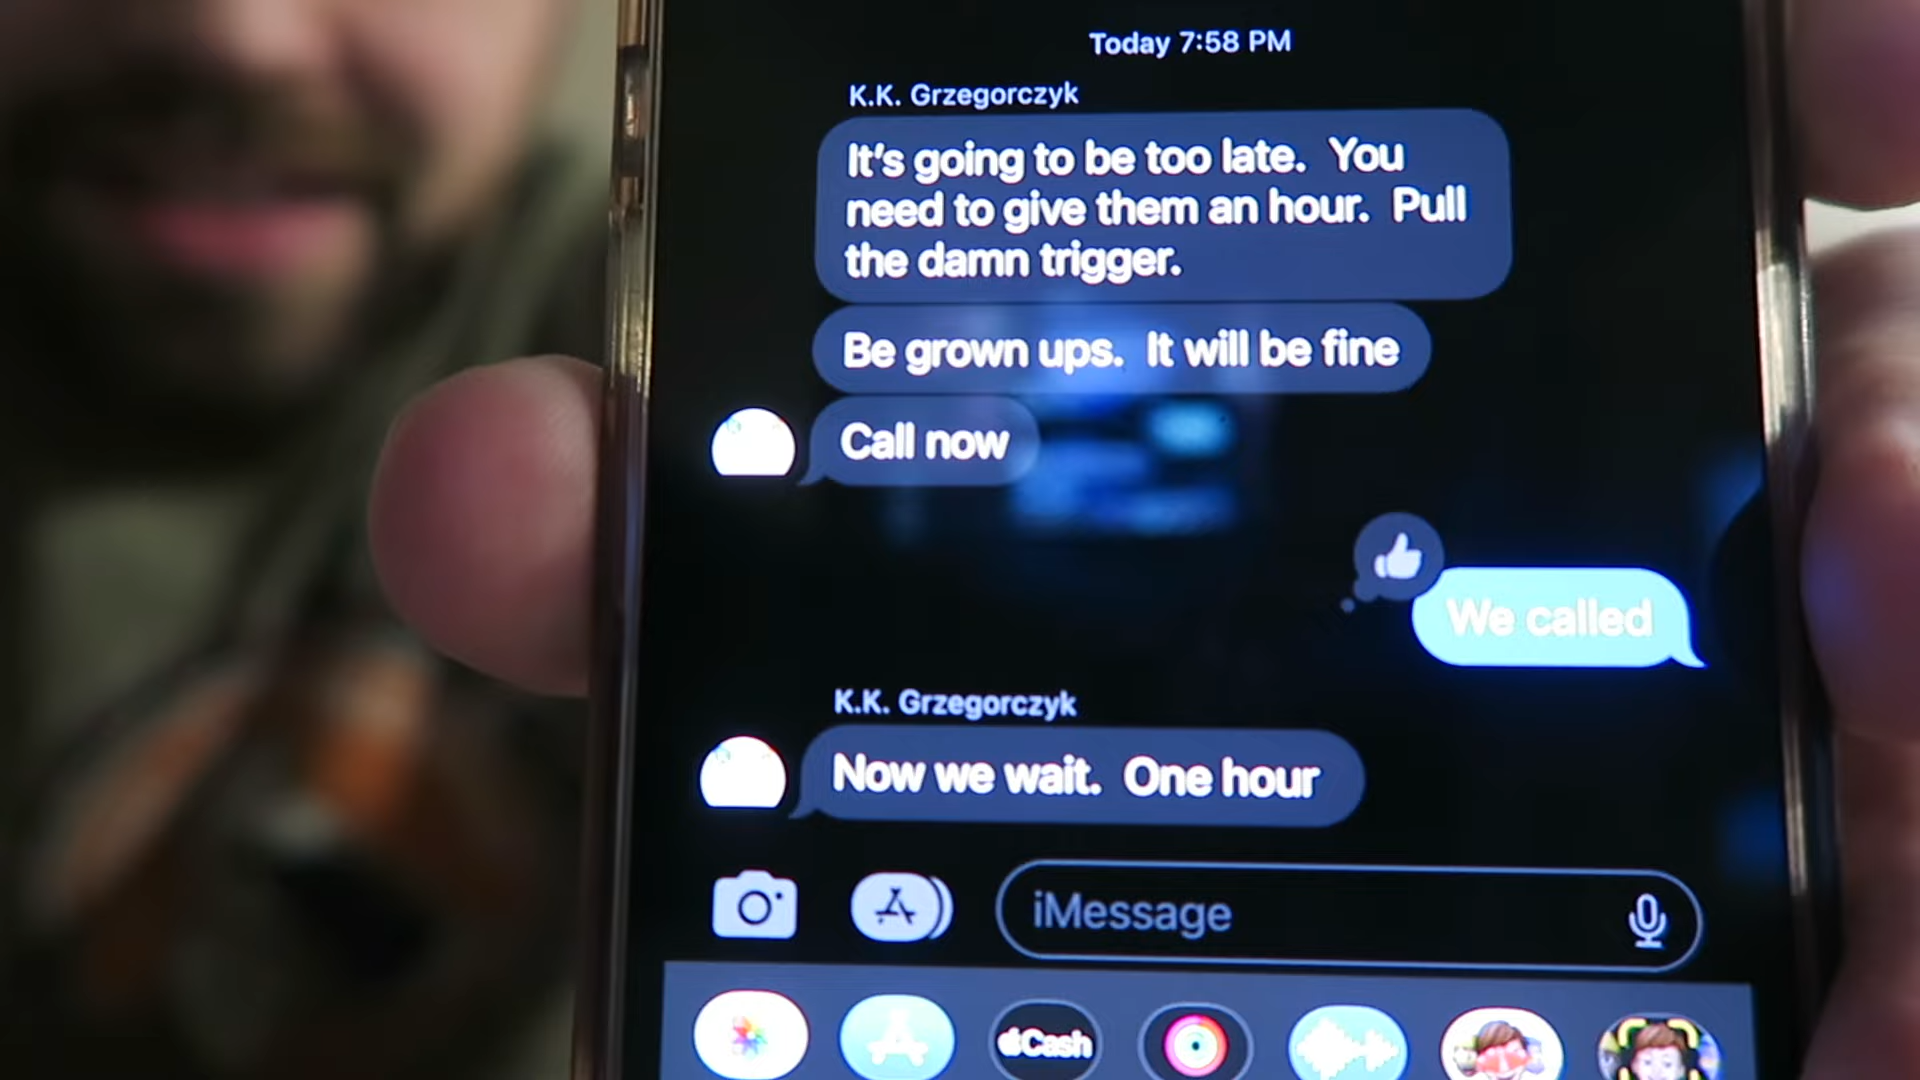 Today 7:58 PM
K.K. Grzegorczyk
It's going to be too late. You
need to give them an hour. Pull
the damn trigger.
Be grown ups. It will be fine
Call now
We called
K.K. Grzegorczyk
Now we wait. One hour
iMessage
Cash